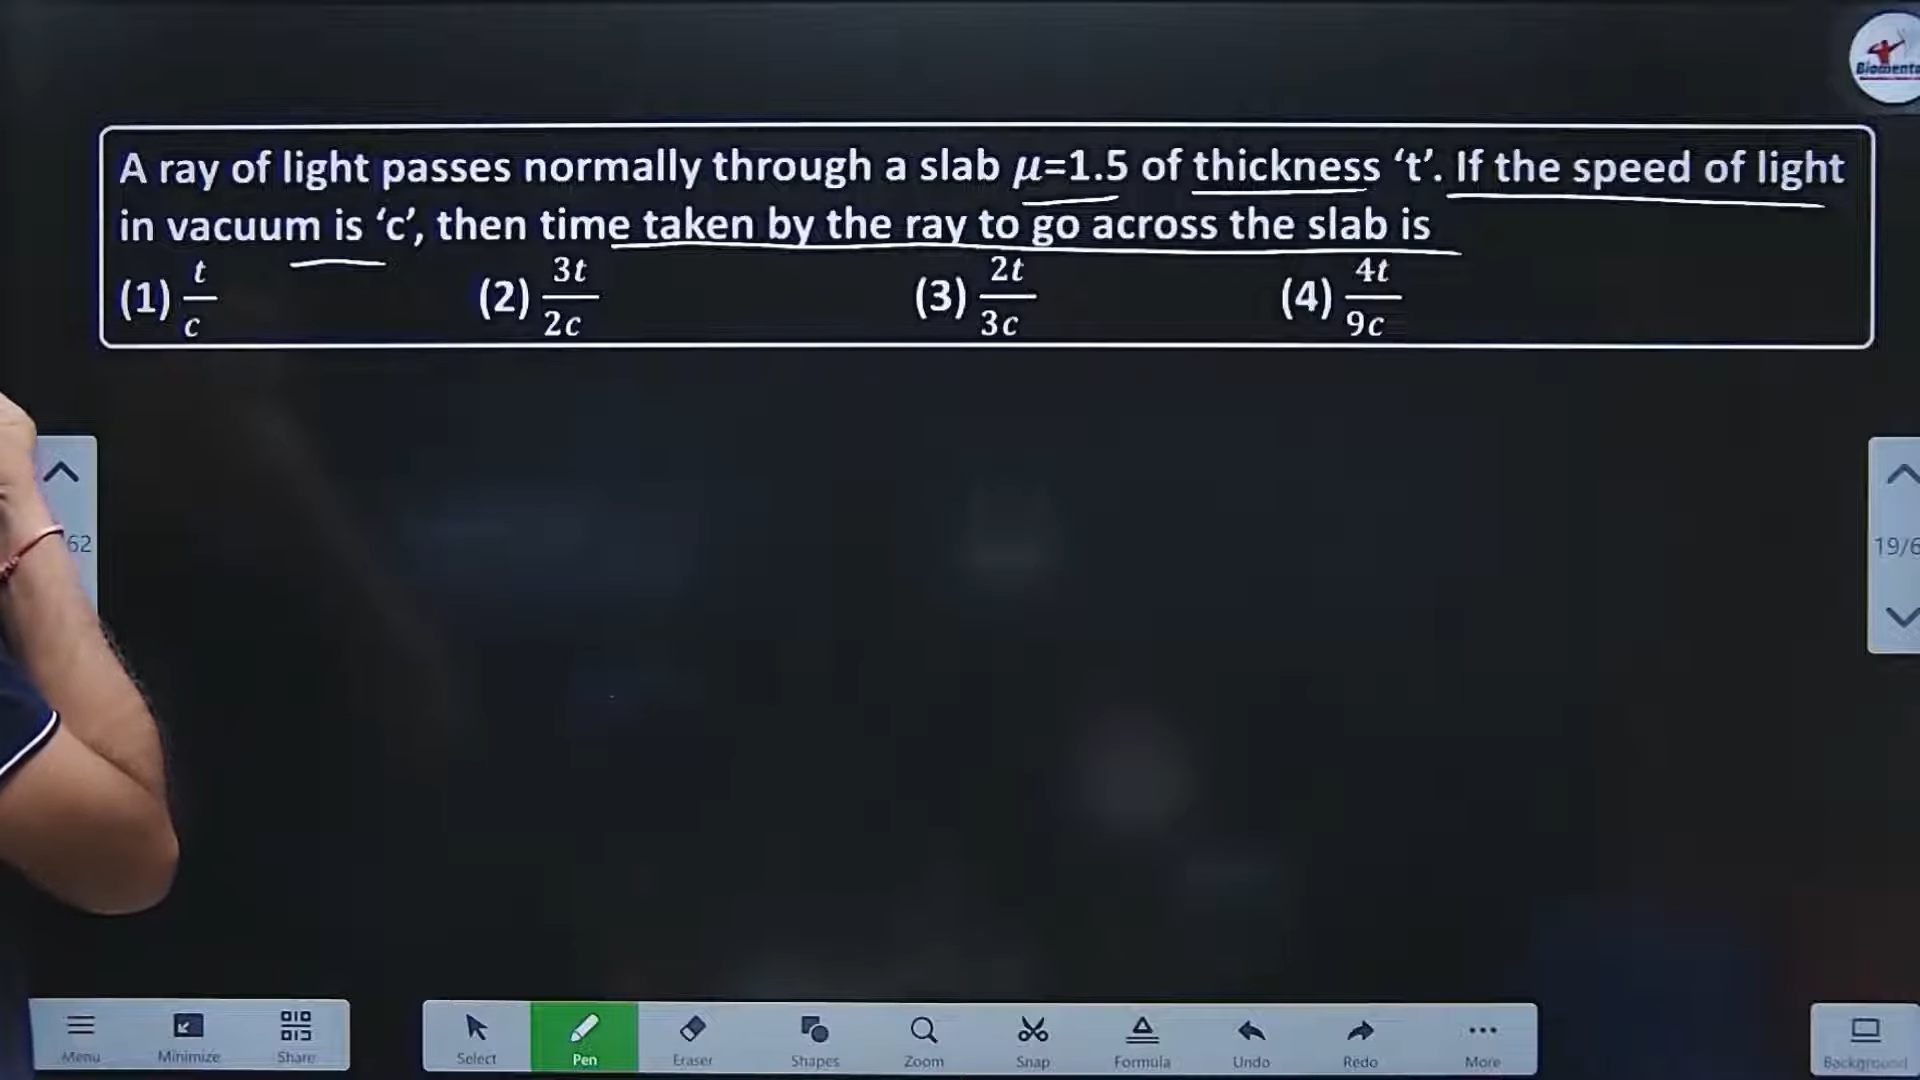 Biomentors
A ray of light passes normally through a slab μ=1.5 of thickness ‘t’. If the speed of light
in vacuum is ‘c’, then time taken by the ray to go across the slab is
(1) t/c (2) 3t/2c (3) 2t/3c (4) 4t/9c
62
19/6
Menu Minimize Share Select Pen Eraser Shapes Zoom Snap Formula Undo Redo More Background